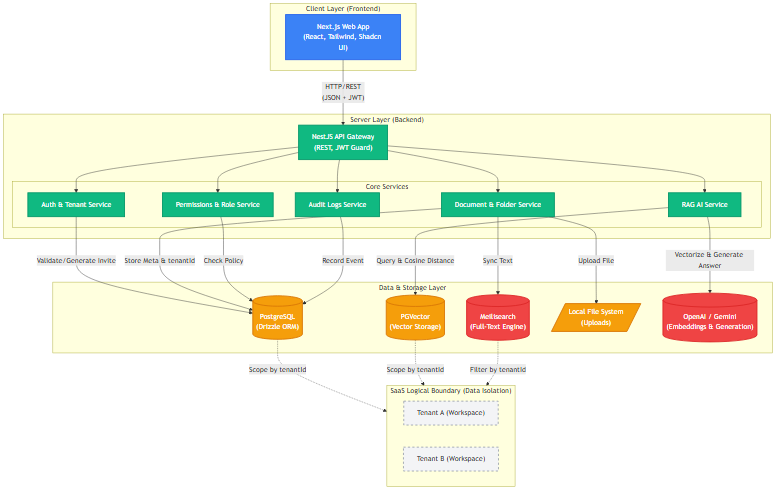 Client Layer (Frontend)
Next.js Web App
(React, Tailwind, Shadcn
UI)
HTTP/REST
(JSON + JWT)
Server Layer (Backend)
NestJS API Gateway
(REST, JWT Guard)
Core Services
Auth & Tenant Service
Permissions & Role Service
Audit Logs Service
Document & Folder Service
RAG AI Service
Validate/Generate Invite
Store Meta & tenantId
Check Policy
Record Event
Query & Cosine Distance
Sync Text
Upload File
Vectorize & Generate
Answer
Data & Storage Layer
PostgreSQL
(Drizzle ORM)
PGVector
(Vector Storage)
Meilisearch
(Full-Text Engine)
Local File System
(Uploads)
OpenAI / Gemini
(Embeddings & Generation)
Scope by tenantId
Scope by tenantId
Filter by tenantId
SaaS Logical Boundary (Data Isolation)
Tenant A (Workspace)
Tenant B (Workspace)